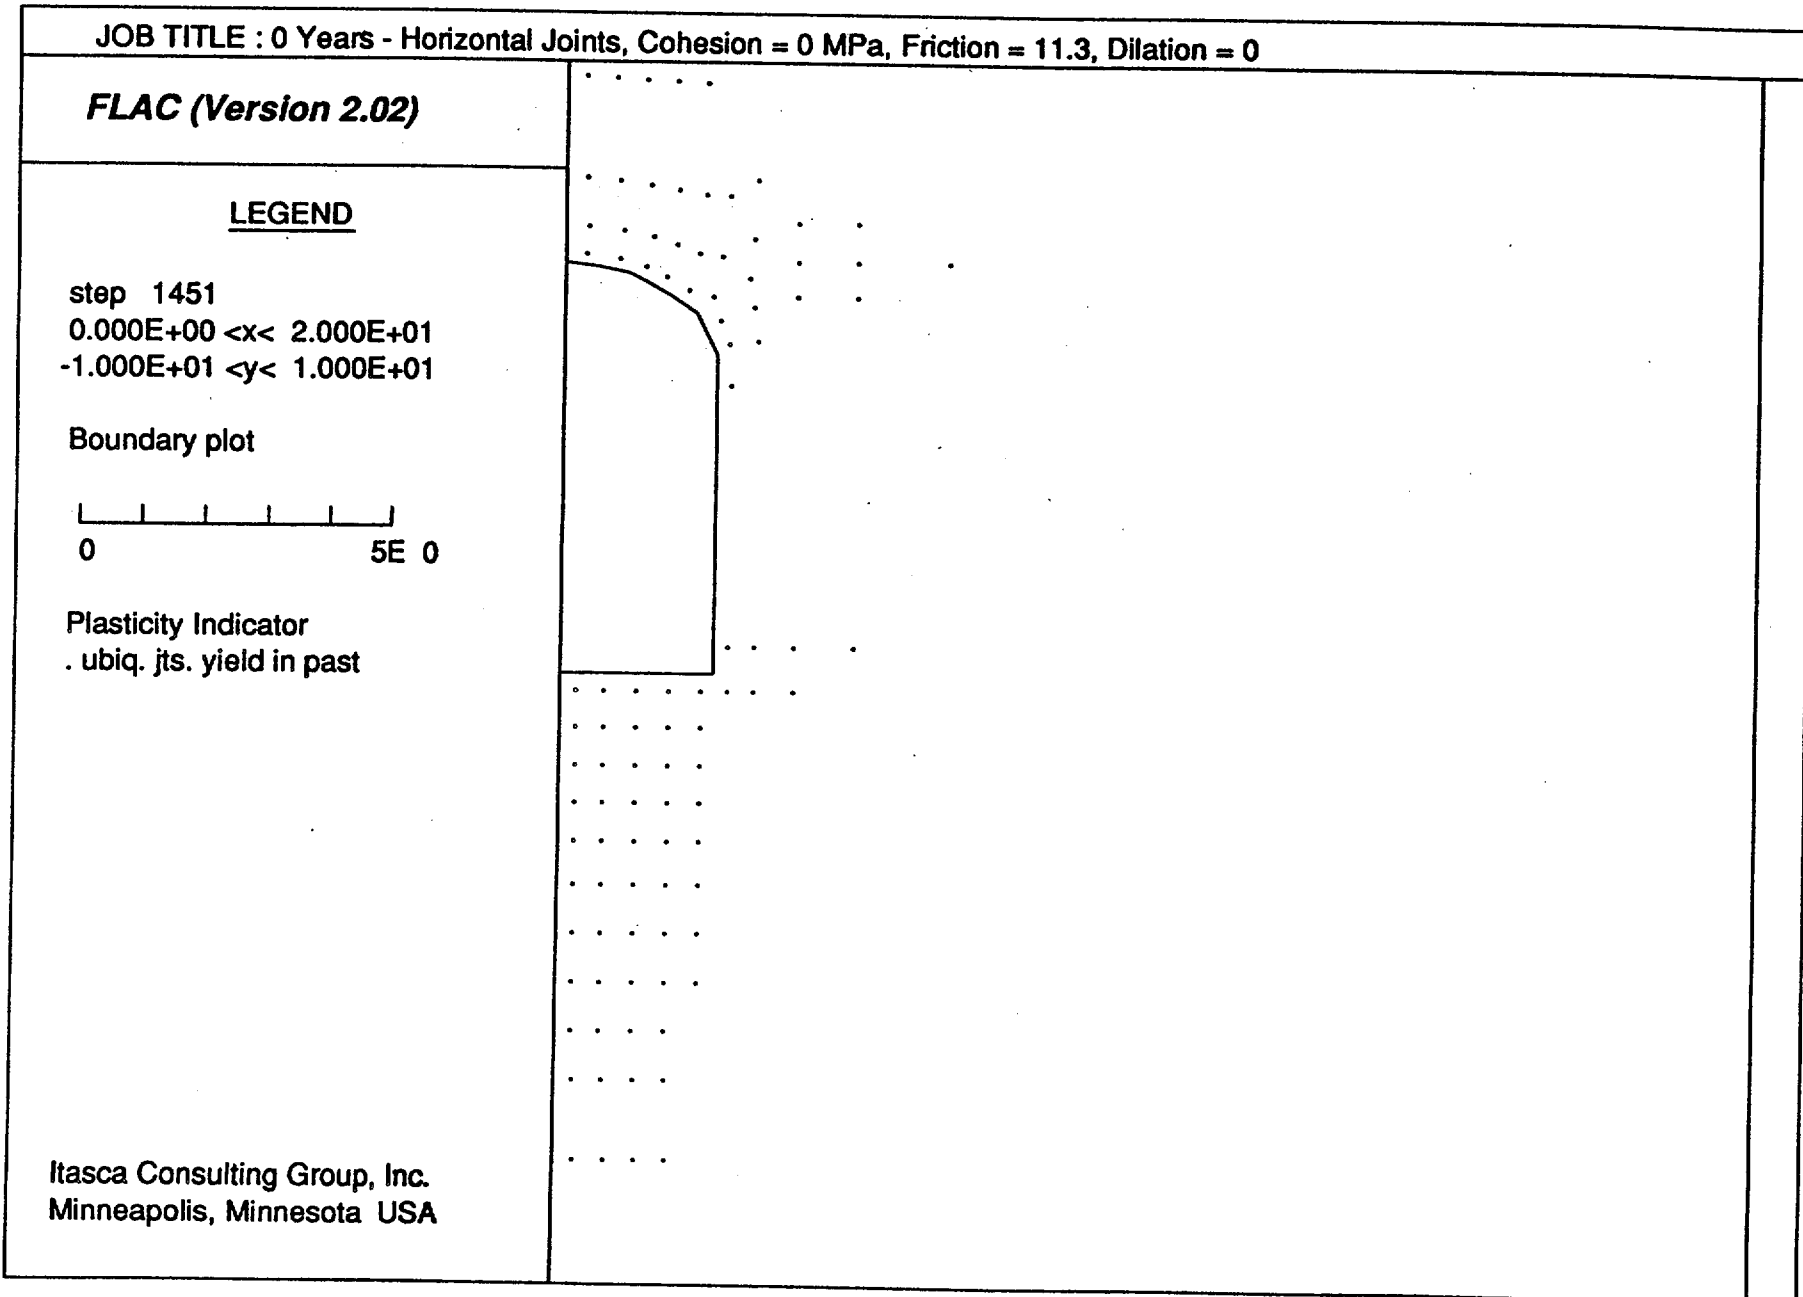 JOB TITLE : 0 Years - Horizontal Joints, Cohesion = 0 MPa, Friction = 11.3, Dilation = 0
FLAC (Version 2.02)
LEGEND
step 1451
0.000E+00 <x< 2.000E+01
-1.000E+01 <y< 1.000E+01
Boundary plot
0 5E 0
Plasticity Indicator
. ubiq. jts. yield in past
Itasca Consulting Group, Inc.
Minneapolis, Minnesota USA